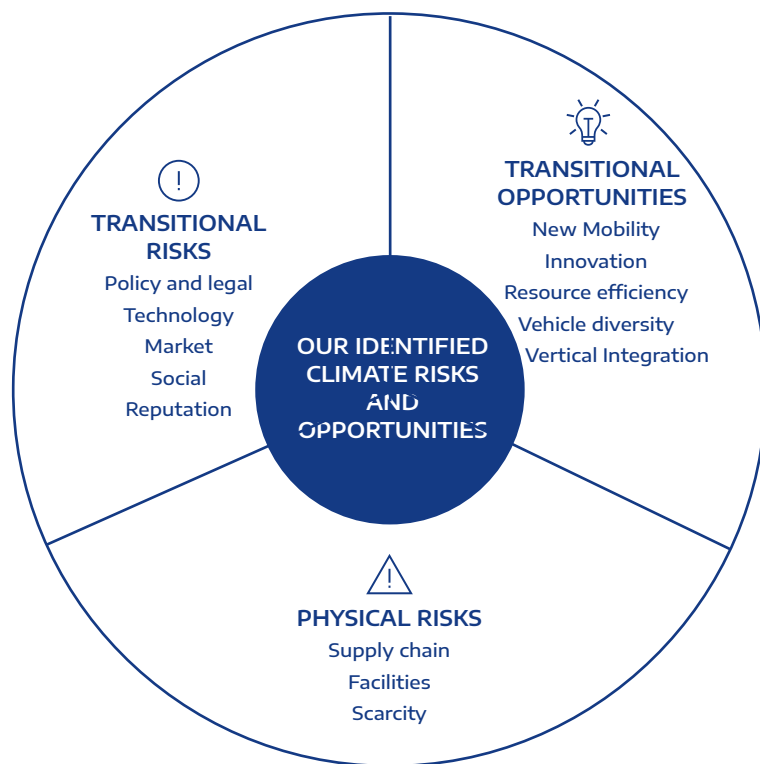 TRANSITIONAL
RISKS
Policy and legal
Technology
Market
Social
Reputation
TRANSITIONAL
OPPORTUNITIES
New Mobility
Innovation
Resource efficiency
Vehicle diversity
Vertical Integration
OUR IDENTIFIED
CLIMATE RISKS
AND
OPPORTUNITIES
PHYSICAL RISKS
Supply chain
Facilities
Scarcity